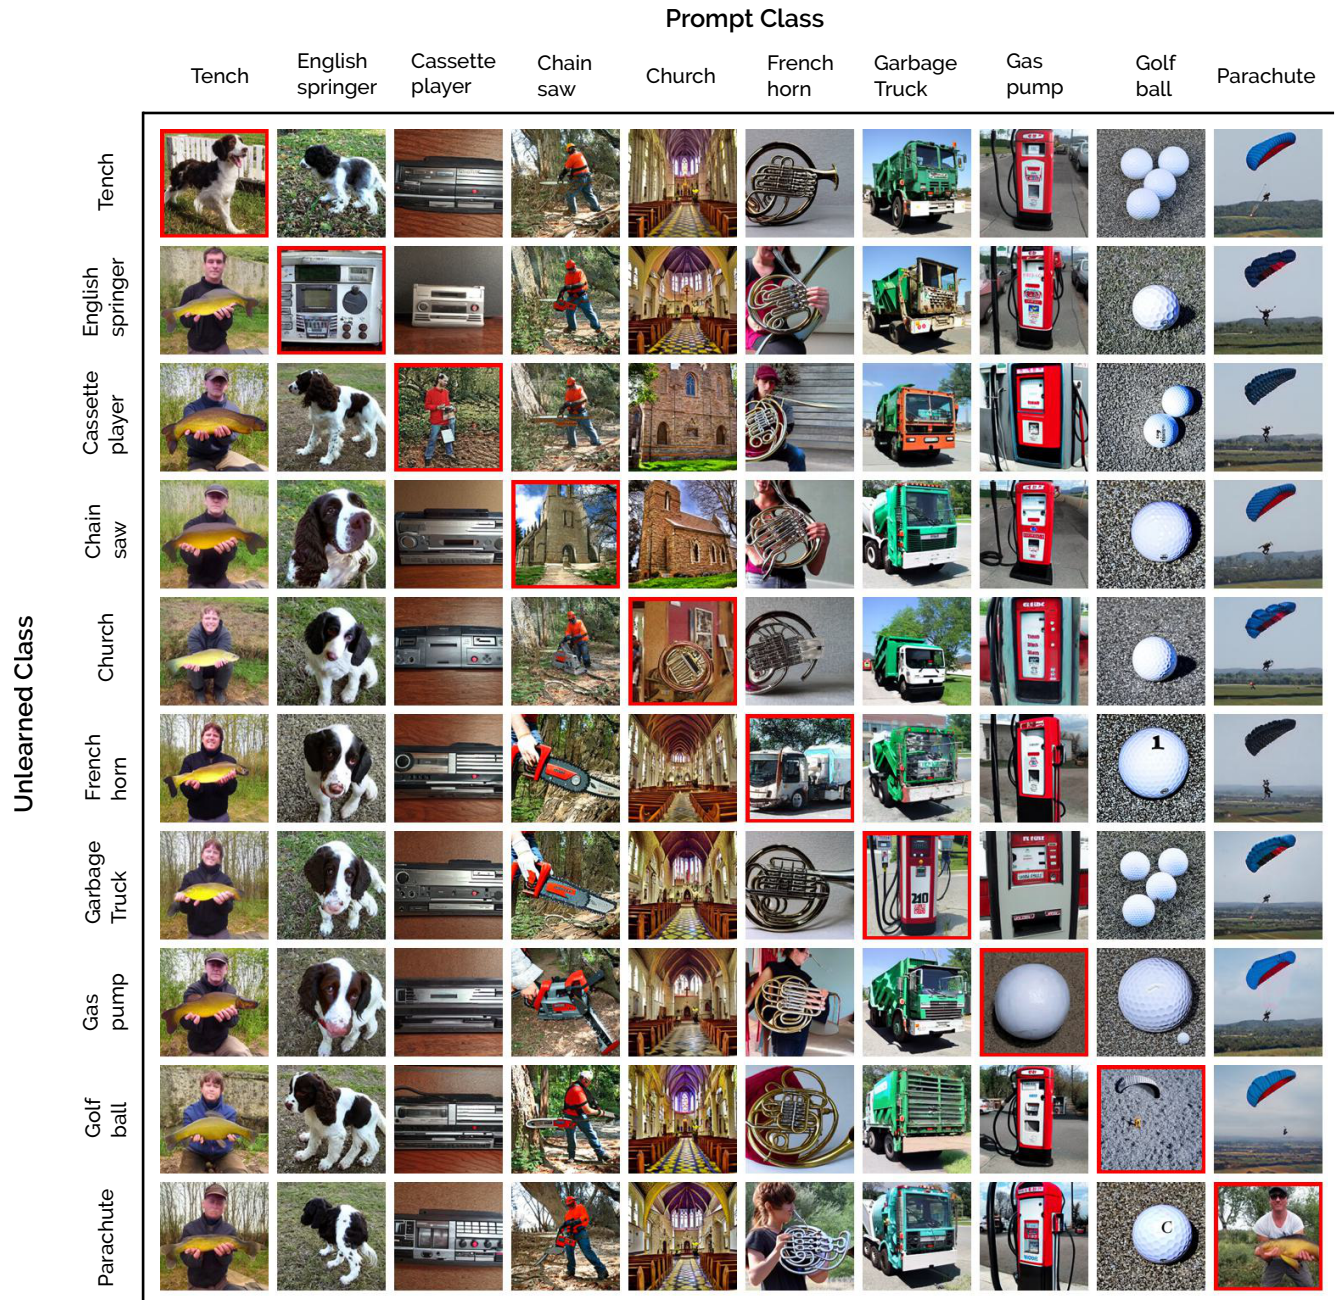 Prompt Class
Tench
English
springer
Cassette
player
Chain
saw
Church
French
horn
Garbage
Truck
Gas
pump
Golf
ball
Parachute
Unlearned Class
Tench
English
springer
Cassette
player
Chain
saw
Church
French
horn
1
Garbage
Truck
Gas
pump
Golf
ball
Parachute
C